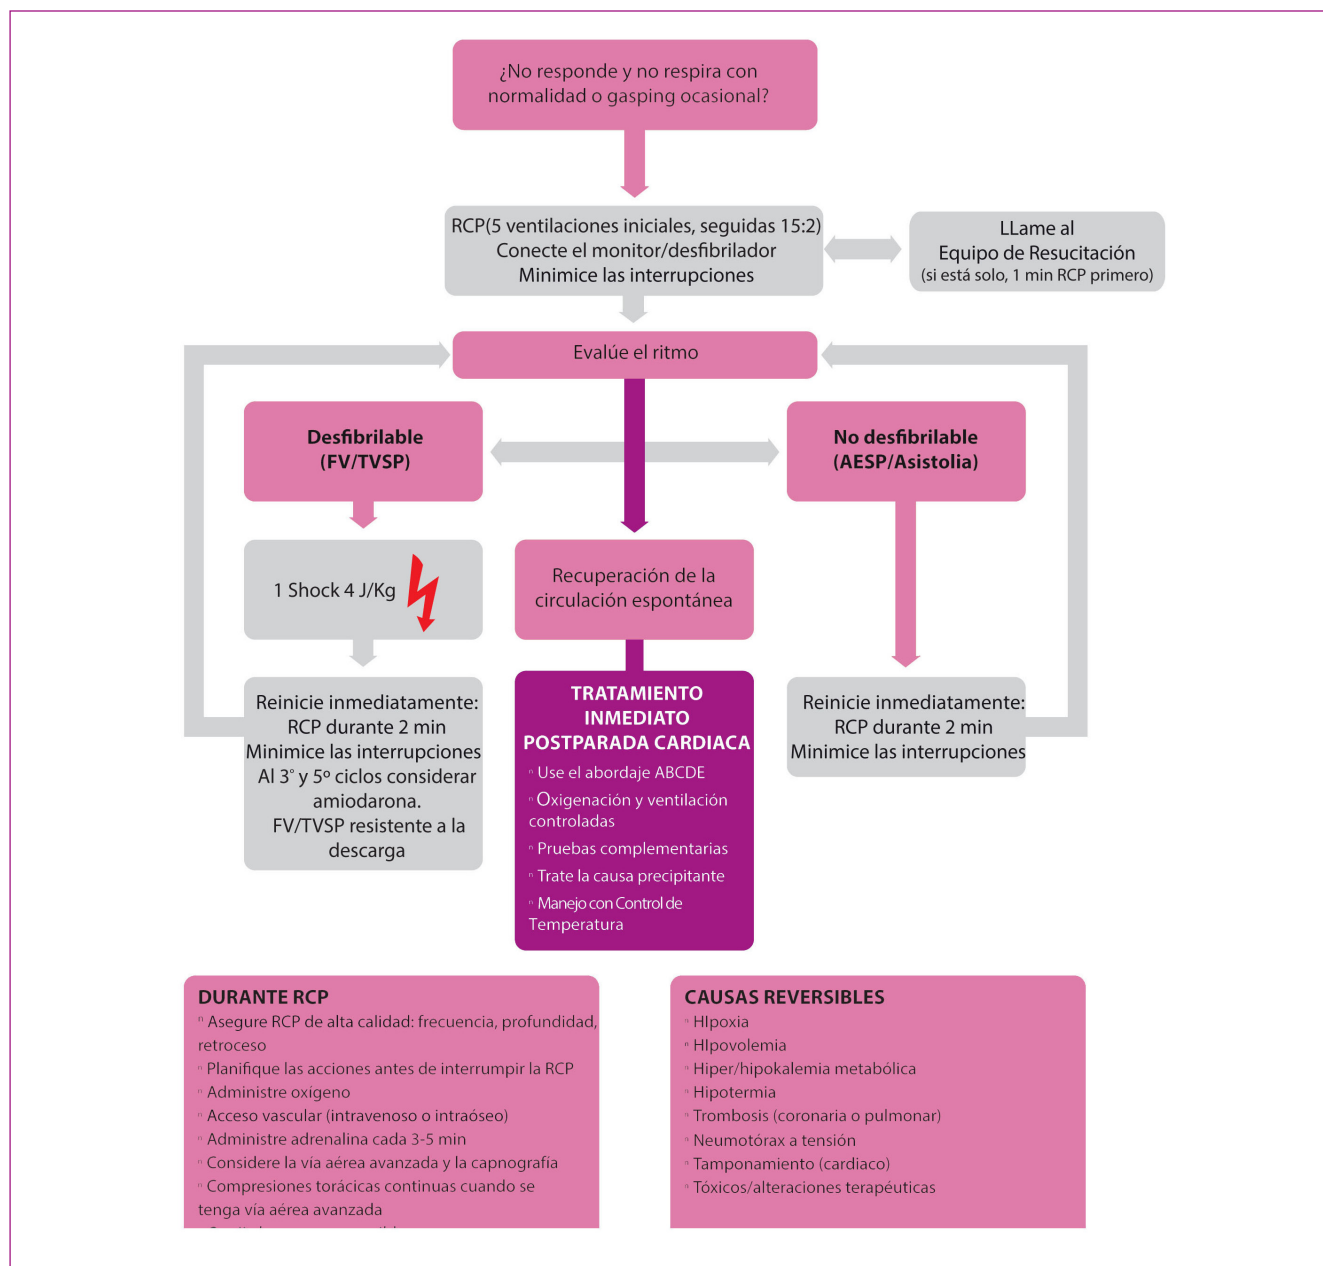 ¿No responde y no respira con
normalidad o gasping ocasional?
RCP(5 ventilaciones iniciales, seguidas 15:2)
Conecte el monitor/desfibrilador
Minimice las interrupciones
LLame al
Equipo de Resucitación
(si está solo, 1 min RCP primero)
Evalúe el ritmo
Desfibrilable
(FV/TVSP)
No desfibrilable
(AESP/Asistolia)
1 Shock 4 J/Kg
Recuperación de la
circulación espontánea
Reinicie inmediatamente:
RCP durante 2 min
Minimice las interrupciones
Al 3° y 5º ciclos considerar
amiodarona.
FV/TVSP resistente a la
descarga
TRATAMIENTO
INMEDIATO
POSTPARADA CARDIACA
ⁿ Use el abordaje ABCDE
ⁿ Oxigenación y ventilación
controladas
ⁿ Pruebas complementarias
ⁿ Trate la causa precipitante
ⁿ Manejo con Control de
Temperatura
Reinicie inmediatamente:
RCP durante 2 min
Minimice las interrupciones
DURANTE RCP
ⁿ Asegure RCP de alta calidad: frecuencia, profundidad,
retroceso
ⁿ Planifique las acciones antes de interrumpir la RCP
ⁿ Administre oxígeno
ⁿ Acceso vascular (intravenoso o intraóseo)
ⁿ Administre adrenalina cada 3-5 min
ⁿ Considere la vía aérea avanzada y la capnografía
ⁿ Compresiones torácicas continuas cuando se
tenga vía aérea avanzada
CAUSAS REVERSIBLES
ⁿ HIpoxia
ⁿ HIpovolemia
ⁿ Hiper/hipokalemia metabólica
ⁿ Hipotermia
ⁿ Trombosis (coronaria o pulmonar)
ⁿ Neumotórax a tensión
ⁿ Tamponamiento (cardiaco)
ⁿ Tóxicos/alteraciones terapéuticas